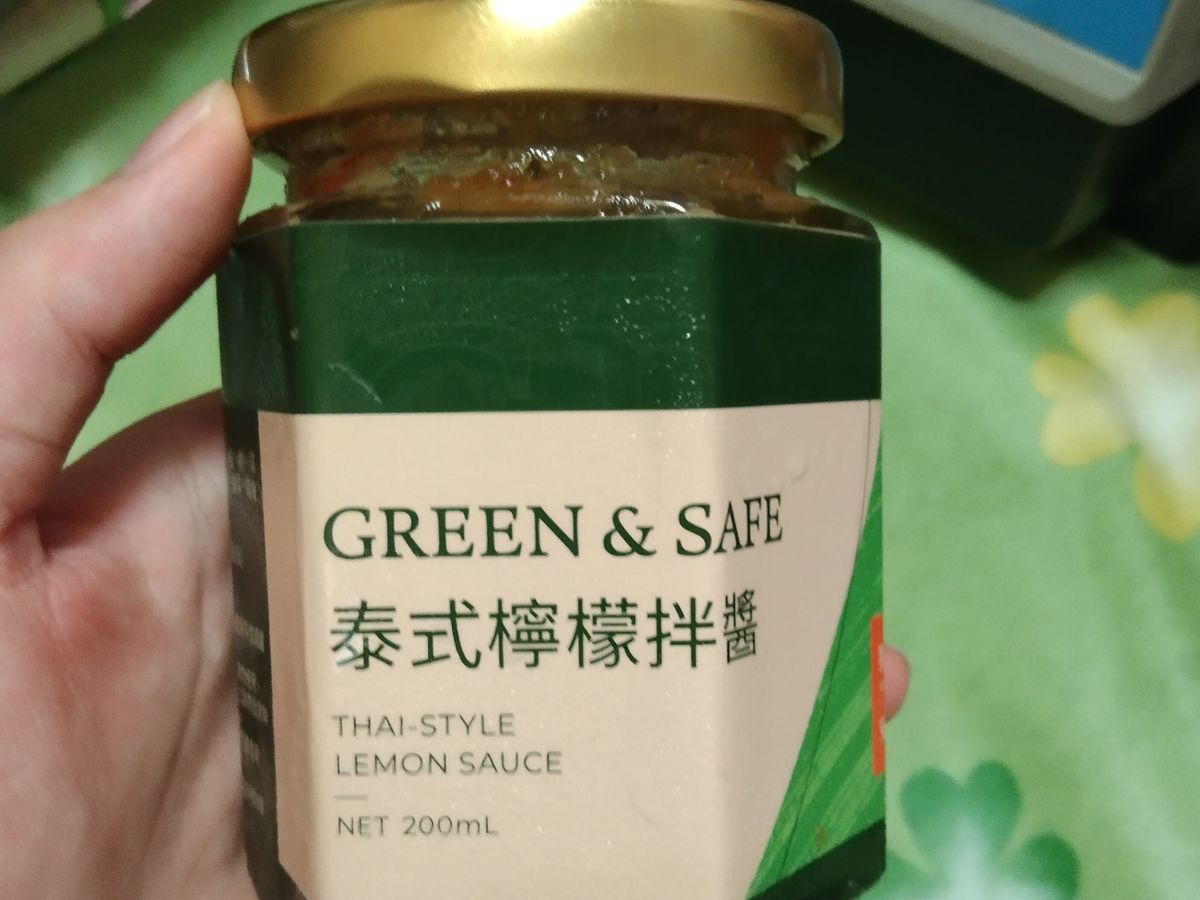 GREEN & SAFE
泰式檸檬拌醬
THAI-STYLE
LEMON SAUCE
NET 200mL